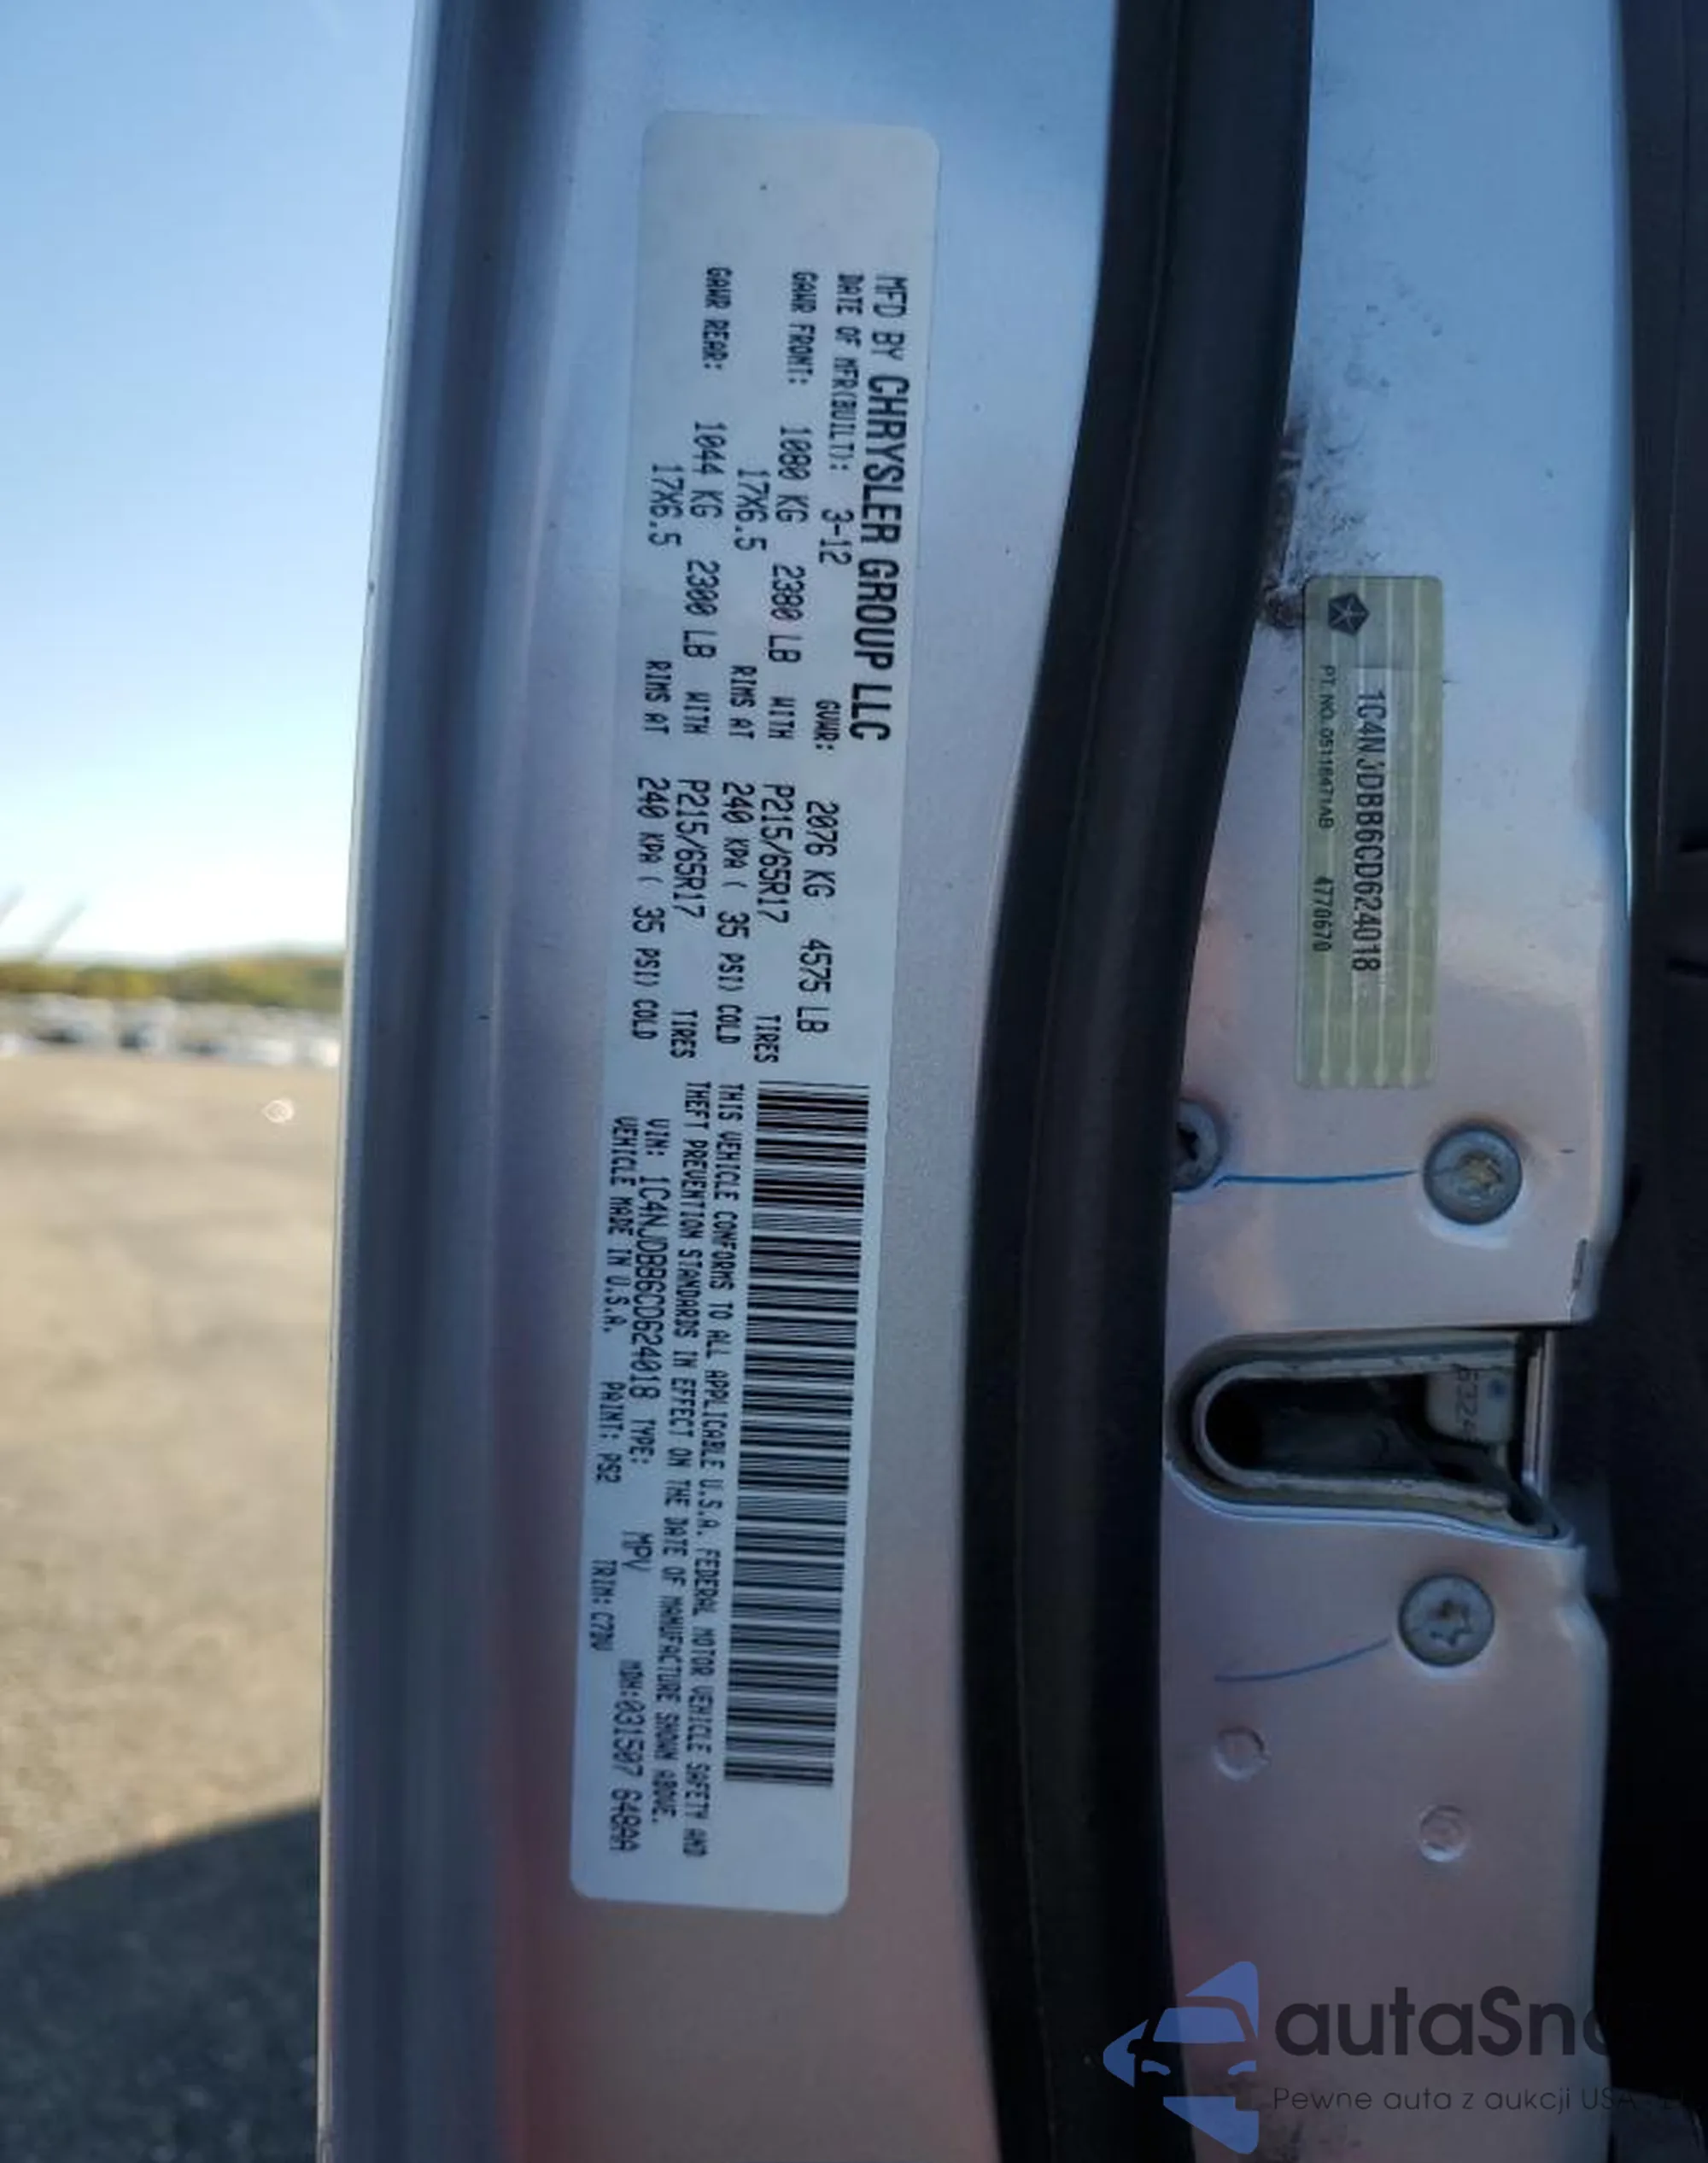 MFD BY CHRYSLER GROUP LLC
DATE OF MFR(BUILT): 3-12 GVWR: 2076 KG 4575 LB
GAWR FRONT: 1080 KG 2380 LB WITH P215/65R17 TIRES
17X6.5 RIMS AT 240 KPA ( 35 PSI) COLD
GAWR REAR: 1044 KG 2300 LB WITH P215/65R17 TIRES
17X6.5 RIMS AT 240 KPA ( 35 PSI) COLD
THIS VEHICLE CONFORMS TO ALL APPLICABLE U.S.A. FEDERAL MOTOR VEHICLE SAFETY AND
THEFT PREVENTION STANDARDS IN EFFECT ON THE DATE OF MANUFACTURE SHOWN ABOVE.
VIN: 1C4NJDBB6CD624018 TYPE: MPV MDH:031507 648AA
VEHICLE MADE IN U.S.A. PAINT: PS2 TRIM:
1C4NJDBB6CD624018
PT NO. 05118471AB 4770670
autaSn
Pewne auta z aukcji USA